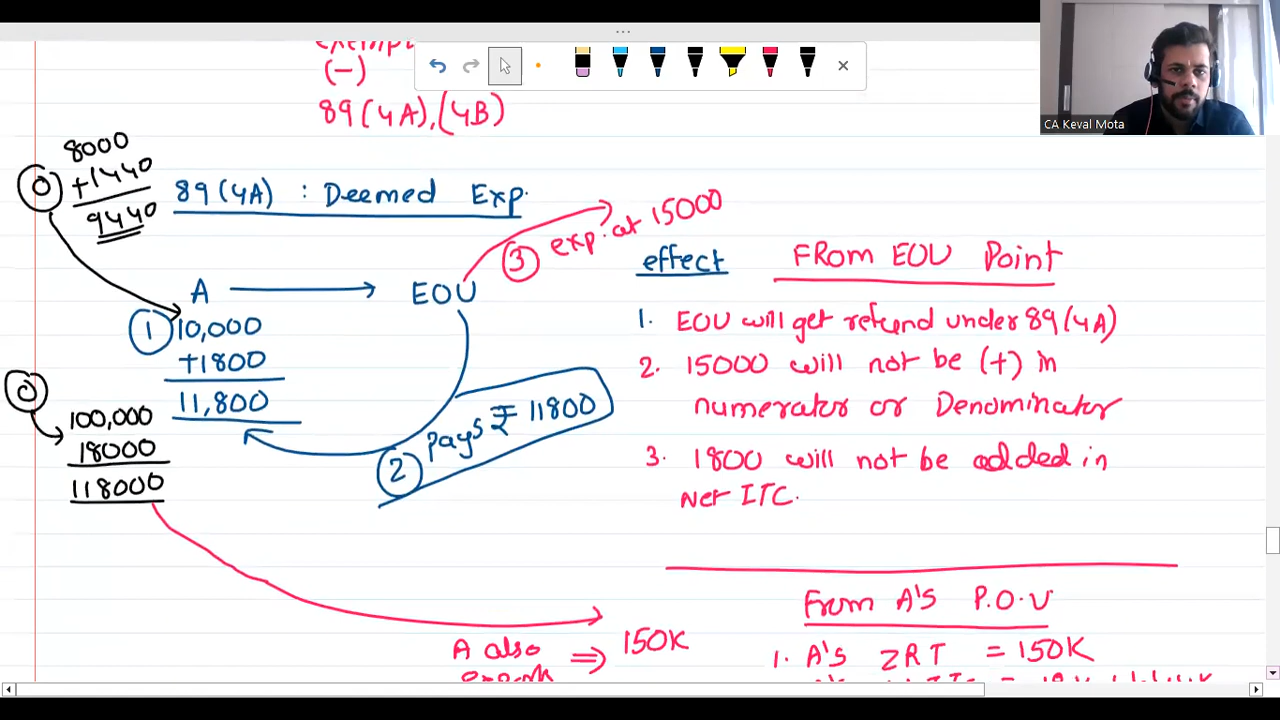 (-)
89(4A),(4B)
CA Keval Mota
0
8000
+1440
9440
89(4A) : Deemed Exp.
3 exp. at 15000
effect
FROM EOU Point
A
EOU
1
10,000
+1800
11,800
2 Pays ₹ 11800
0
100,000
18000
118000
1. EOU will get refund under 89(4A)
2. 15000 will not be (+) in
numerator or Denominator
3. 1800 will not be added in
Net ITC.
From A'S P.O.V
A also
⇒ 150K
1. A'S ZRT = 150K